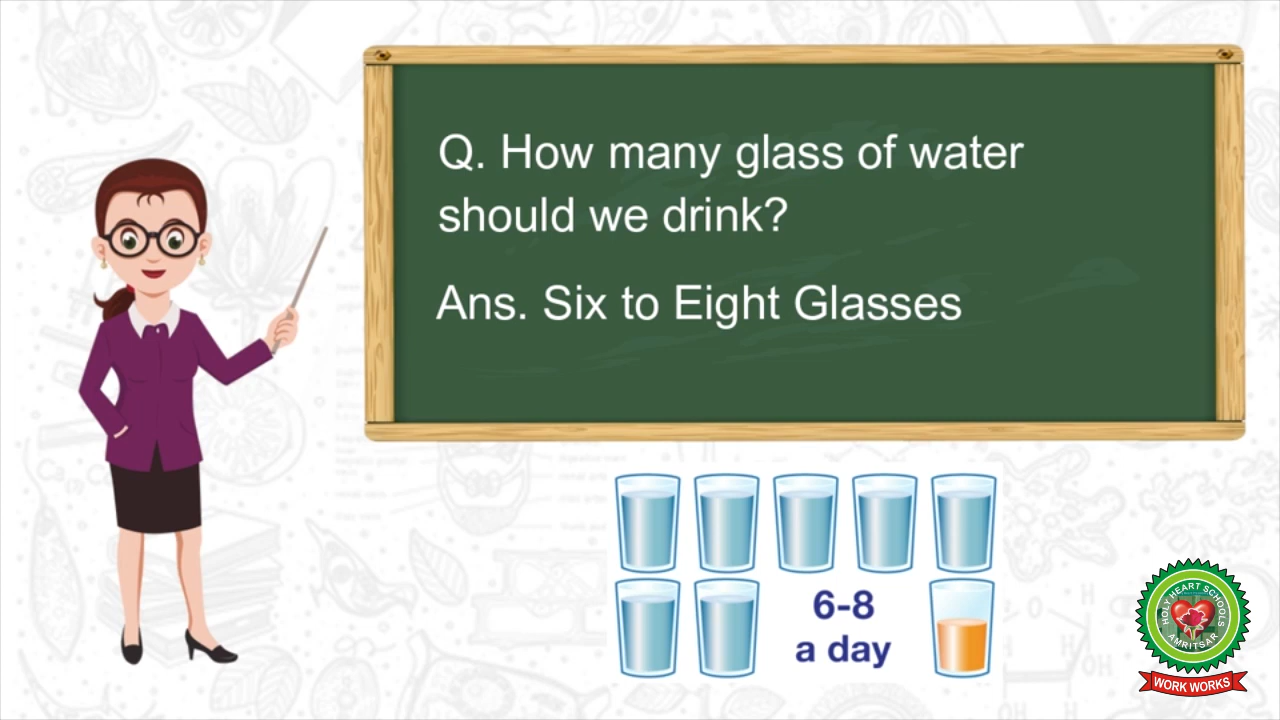 Q. How many glass of water
should we drink?
Ans. Six to Eight Glasses
6-8
a day
HOLY HEART SCHOOLS
AMRITSAR
WORK WORKS